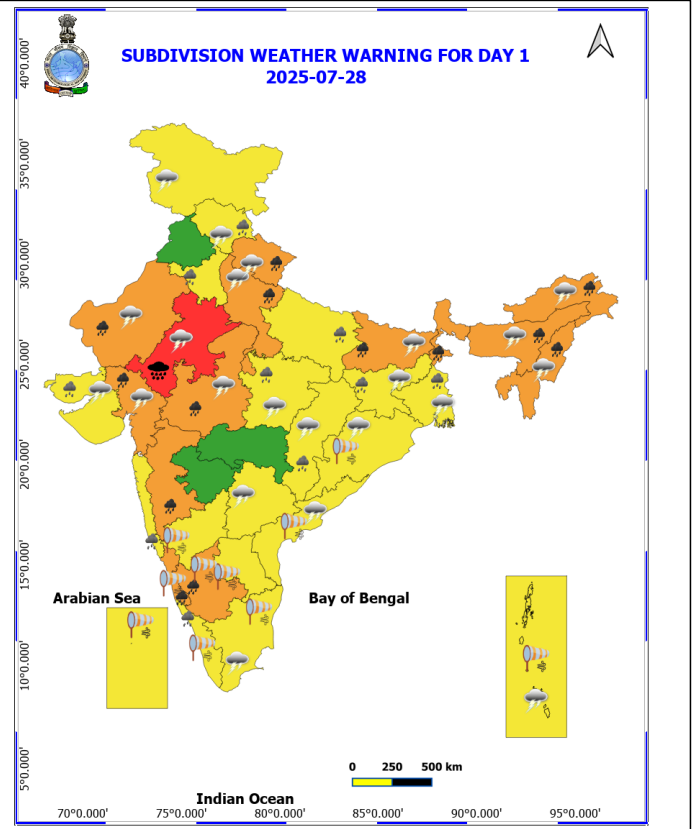 SUBDIVISION WEATHER WARNING FOR DAY 1
2025-07-28
40°0.000'
35°0.000'
30°0.000'
25°0.000'
20°0.000'
15°0.000'
10°0.000'
5°0.000'
Arabian Sea
Bay of Bengal
0 250 500 km
Indian Ocean
70°0.000' 75°0.000' 80°0.000' 85°0.000' 90°0.000' 95°0.000'